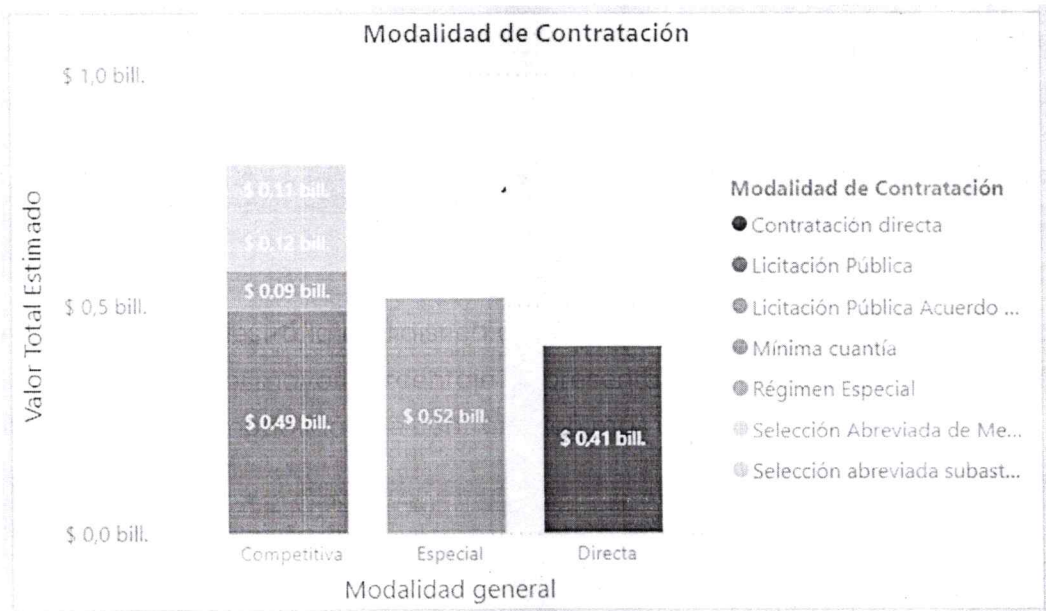 Modalidad de Contratación
$ 1,0 bill.
$ 0,5 bill.
$ 0,0 bill.
Valor Total Estimado
$ 0.11 bill.
$ 0.12 bill
$ 0.09 bill.
$ 0,49 bill.
$ 0,52 bill.
$ 0,41 bill.
Competitiva
Especial
Directa
Modalidad general
Modalidad de Contratación
Contratación directa
Licitación Pública
Licitación Pública Acuerdo ...
Mínima cuantía
Régimen Especial
Selección Abreviada de Me...
Selección abreviada subast...